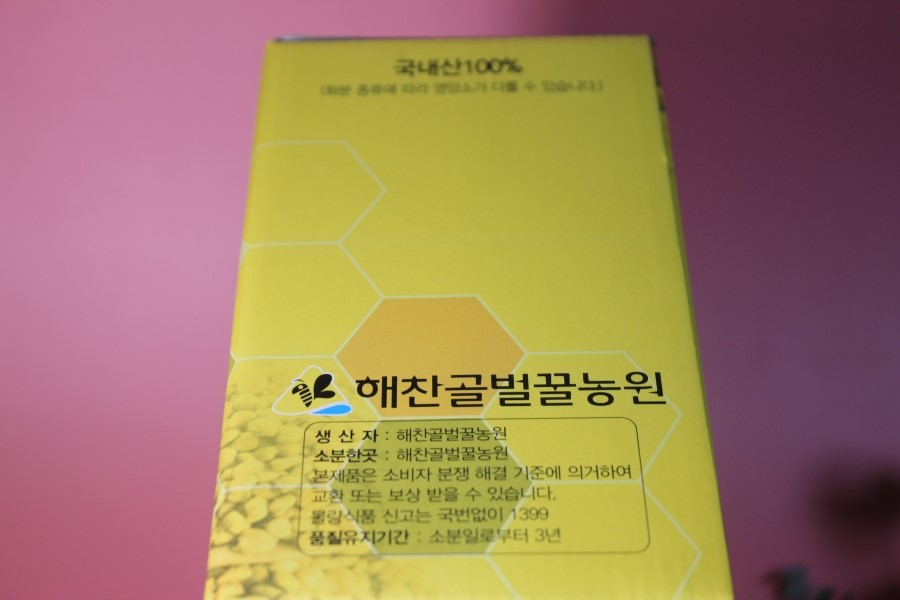 국내산100%
(화분 종류에 따라 영양소가 다를 수 있습니다.)
해찬골벌꿀농원
생 산 자 : 해찬골벌꿀농원
소분한곳 : 해찬골벌꿀농원
본제품은 소비자 분쟁 해결 기준에 의거하여
교환 또는 보상 받을 수 있습니다.
불량식품 신고는 국번없이 1399
품질유지기간 : 소분일로부터 3년